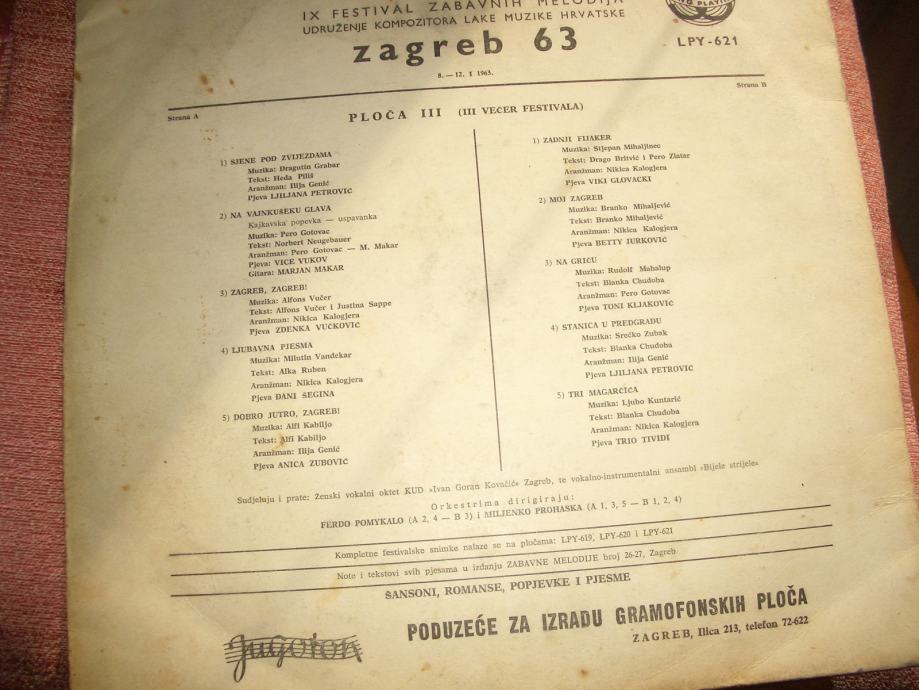 IX FESTIVAL ZABAVNIH MELODIJA
UDRUŽENJE KOMPOZITORA LAKE MUZIKE HRVATSKE
zagreb 63
LONG PLAYING
LPY-621
8. — 12. I 1963.
Strana A
PLOČA III (III VEČER FESTIVALA)
Strana B
1) SJENE POD ZVIJEZDAMA
Muzika: Dragutin Grabar
Tekst: Heda Piliš
Aranžman: Ilija Genić
Pjeva LJILJANA PETROVIĆ
2) NA VAJNKUŠEKU GLAVA
Kajkavska popevka — uspavanka
Muzika: Pero Gotovac
Tekst: Norbert Neugebauer
Aranžman: Pero Gotovac — M. Makar
Pjeva: VICE VUKOV
Gitara: MARJAN MAKAR
3) ZAGREB, ZAGREB!
Muzika: Alfons Vučer
Tekst: Alfons Vučer i Justina Sappe
Aranžman: Nikica Kalogjera
Pjeva ZDENKA VUČKOVIĆ
4) LJUBAVNA PJESMA
Muzika: Milutin Vandekar
Tekst: Alka Ruben
Aranžman: Nikica Kalogjera
Pjeva ĐANI ŠEGINA
5) DOBRO JUTRO, ZAGREB!
Muzika: Alfi Kabiljo
Tekst: Alfi Kabiljo
Aranžman: Ilija Genić
Pjeva ANICA ZUBOVIĆ
1) ZADNJI FIJAKER
Muzika: Stjepan Mihaljinec
Tekst: Drago Britvić i Pero Zlatar
Aranžman: Nikica Kalogjera
Pjeva VIKI GLOVACKI
2) MOJ ZAGREB
Muzika: Branko Mihaljević
Tekst: Branko Mihaljević
Aranžman: Nikica Kalogjera
Pjeva BETTY JURKOVIĆ
3) NA GRIČU
Muzika: Rudolf Mahalup
Tekst: Blanka Chudoba
Aranžman: Pero Gotovac
Pjeva TONI KLJAKOVIĆ
4) STANICA U PREDGRAĐU
Muzika: Srećko Zubak
Tekst: Blanka Chudoba
Aranžman: Ilija Genić
Pjeva LJILJANA PETROVIĆ
5) TRI MAGARČIĆA
Muzika: Ljubo Kuntarić
Tekst: Blanka Chudoba
Aranžman: Nikica Kalogjera
Pjeva TRIO TIVIDI
Sudjeluju i prate: Ženski vokalni oktet KUD »Ivan Goran Kovačić« Zagreb, te vokalno-instrumentalni ansambl »Bijele strijele«
Orkestrima dirigiraju:
FERDO POMYKALO (A 2, 4 — B 3) i MILJENKO PROHASKA (A 1, 3, 5 — B 1, 2, 4)
Kompletne festivalske snimke nalaze se na pločama: LPY-619, LPY-620 i LPY-621
Note i tekstovi svih pjesama u izdanju ZABAVNE MELODIJE broj 26-27, Zagreb
ŠANSONI, ROMANSE, POPJEVKE I PJESME
Jugoton
PODUZEĆE ZA IZRADU GRAMOFONSKIH PLOČA
ZAGREB, Ilica 213, telefon 72-622